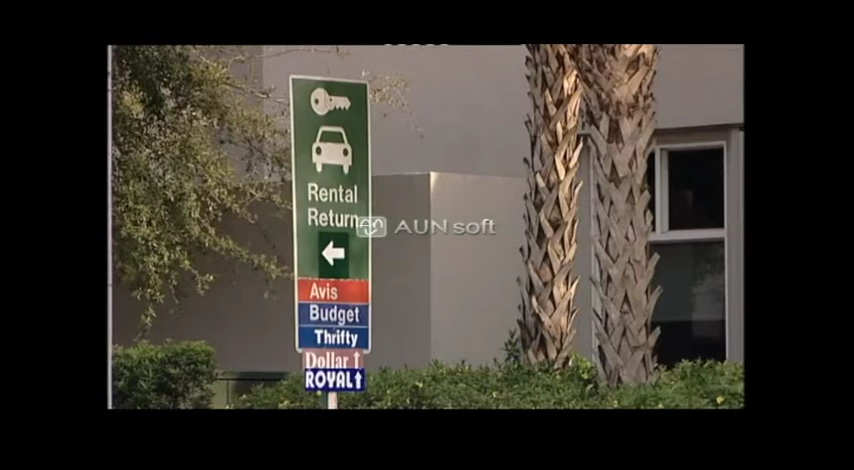 Rental
Return
AUN soft
Avis
Budget
Thrifty
Dollar ↑
ROYAL ↑